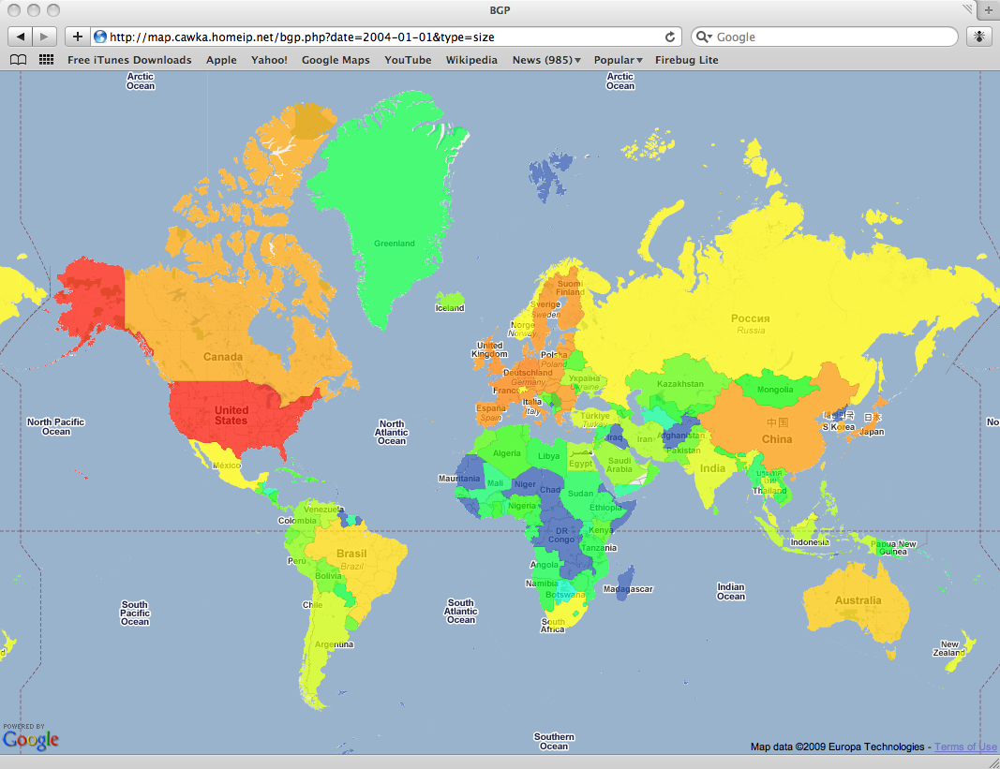 BGP
http://map.cawka.homeip.net/bgp.php?date=2004-01-01&type=size
Google
Free iTunes Downloads Apple Yahoo! Google Maps YouTube Wikipedia News (985) Popular Firebug Lite
Arctic
Ocean
Arctic
Ocean
Greenland
Iceland
Suomi
Finland
Sverige
Sweden
Norge
Norway
Россия
Russia
United
Kingdom
Polska
Poland
Canada
Deutschland
Germany
Україна
Ukraine
Kazakhstan
Mongolia
France
Italia
Italy
España
Spain
Türkiye
Turkey
United
States
North Pacific
Ocean
North
Atlantic
Ocean
中国
China
S Korea
日本
Japan
No
Iraq
Iran
Afghanistan
Pakistan
Algeria
Libya
Egypt
Saudi
Arabia
India
México
Mauritania
Mali
Niger
Chad
Sudan
Thailand
Nigeria
Ethiopia
Venezuela
Colombia
DR
Congo
Kenya
Tanzania
Indonesia
Papua New
Guinea
Brasil
Brazil
Perú
Bolivia
Angola
Namibia
Botswana
Madagascar
Indian
Ocean
Australia
Chile
South
Pacific
Ocean
South
Atlantic
Ocean
South
Africa
Argentina
New
Zealand
d
POWERED BY
Google
Southern
Ocean
Map data ©2009 Europa Technologies - Terms of Use